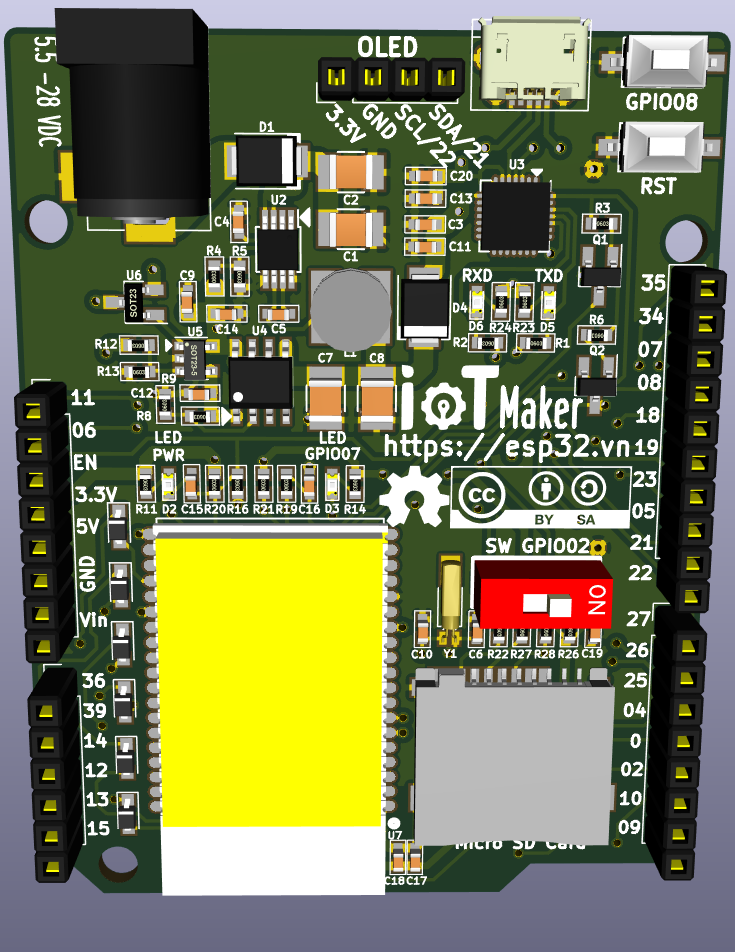 5.5 - 28 VDC
OLED
3.3V
GND
SCL/22
SDA/21
GPIO08
RST
D1
U3
C20
C13
C3
C11
C2
C1
U2
C4
R3
Q1
R4
R5
U6
SOT23
C9
C14
C5
L1
D4
RXD
TXD
D6
R24
R23
D5
R2
R1
R6
Q2
R12
R13
U5
SOT23-5
U4
R9
C12
R8
C7
C8
IoT Maker
https://esp32.vn
LED
PWR
LED
GPIO07
R11
D2
C15
R20
R16
R21
R19
C16
D3
R14
CC
BY SA
SW GPIO02
NO
C10
Y1
C6
R22
R27
R28
R26
C19
Micro SD Card
U7
C18
C17
11
06
EN
3.3V
5V
GND
Vin
36
39
14
12
13
15
35
34
07
08
18
19
23
05
21
22
27
26
25
04
0
02
10
09